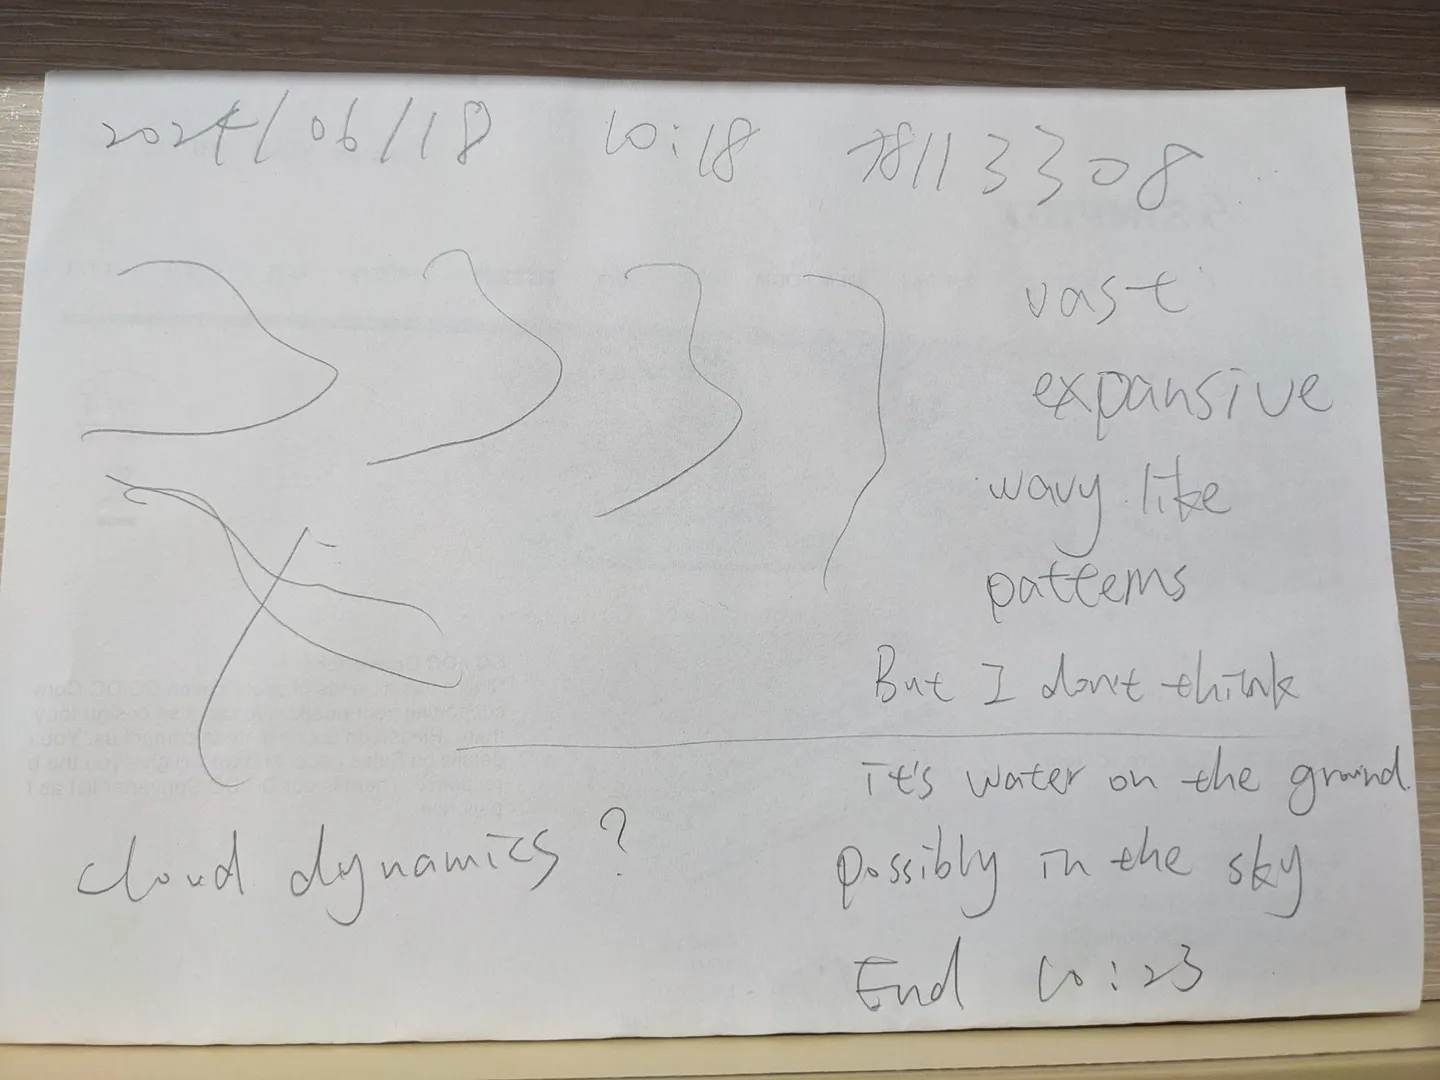 2024/06/18 10:18 78113308
vast
expansive
wavy like
patterns
But I don't think
it's water on the ground.
possibly in the sky
cloud dynamics ?
End 10:23